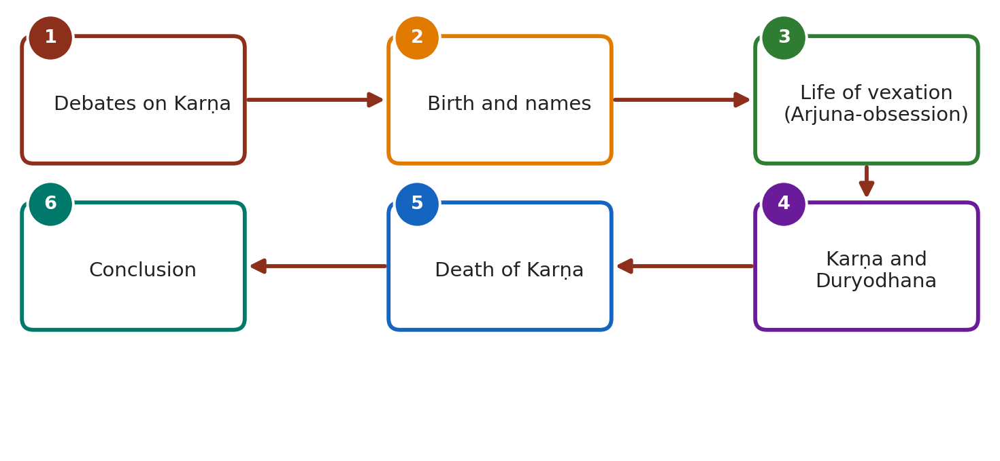 1
Debates on Karṇa
2
Birth and names
3
Life of vexation
(Arjuna-obsession)
4
Karṇa and
Duryodhana
5
Death of Karṇa
6
Conclusion